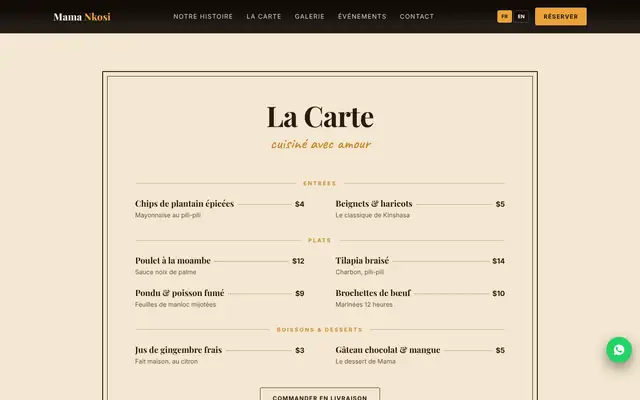 Mama Nkosi
NOTRE HISTOIRE
LA CARTE
GALERIE
ÉVÉNEMENTS
CONTACT
FR
EN
RÉSERVER
La Carte
cuisiné avec amour
ENTRÉES
Chips de plantain épicées $4
Mayonnaise au pili-pili
Beignets & haricots $5
Le classique de Kinshasa
PLATS
Poulet à la moambe $12
Sauce noix de palme
Tilapia braisé $14
Charbon, pili-pili
Pondu & poisson fumé $9
Feuilles de manioc mijotées
Brochettes de bœuf $10
Marinées 12 heures
BOISSONS & DESSERTS
Jus de gingembre frais $3
Fait maison, au citron
Gâteau chocolat & mangue $5
Le dessert de Mama
COMMANDER EN LIVRAISON